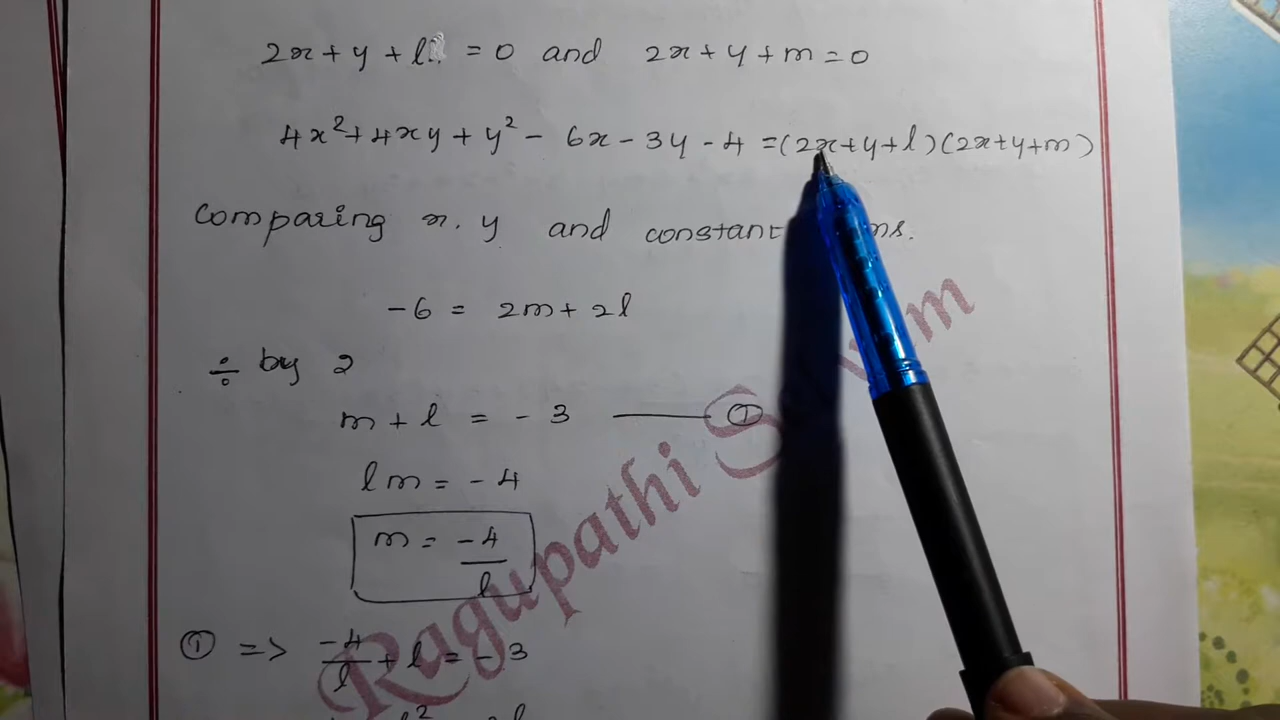 2x + y + l = 0 and 2x + y + m = 0
4x² + 4xy + y² - 6x - 3y - 4 = (2x + y + l)(2x + y + m)
Comparing x, y and constant
-6 = 2m + 2l
÷ by 2
m + l = -3 ——— ①
lm = -4
m = -4/l
① => -4/l + l = -3
Ragupathi